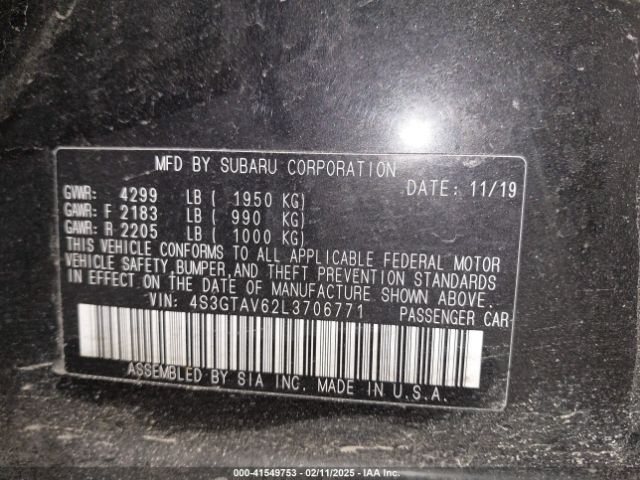 MFD BY SUBARU CORPORATION
DATE: 11/19
GVWR: 4299 LB ( 1950 KG)
GAWR: F 2183 LB ( 990 KG)
GAWR: R 2205 LB ( 1000 KG)
THIS VEHICLE CONFORMS TO ALL APPLICABLE FEDERAL MOTOR
VEHICLE SAFETY, BUMPER, AND THEFT PREVENTION STANDARDS
IN EFFECT ON THE DATE OF MANUFACTURE SHOWN ABOVE.
VIN: 4S3GTAV62L3706771 PASSENGER CAR
ASSEMBLED BY SIA INC. MADE IN U.S.A.
000-41549753 - 02/11/2025 - IAA Inc.